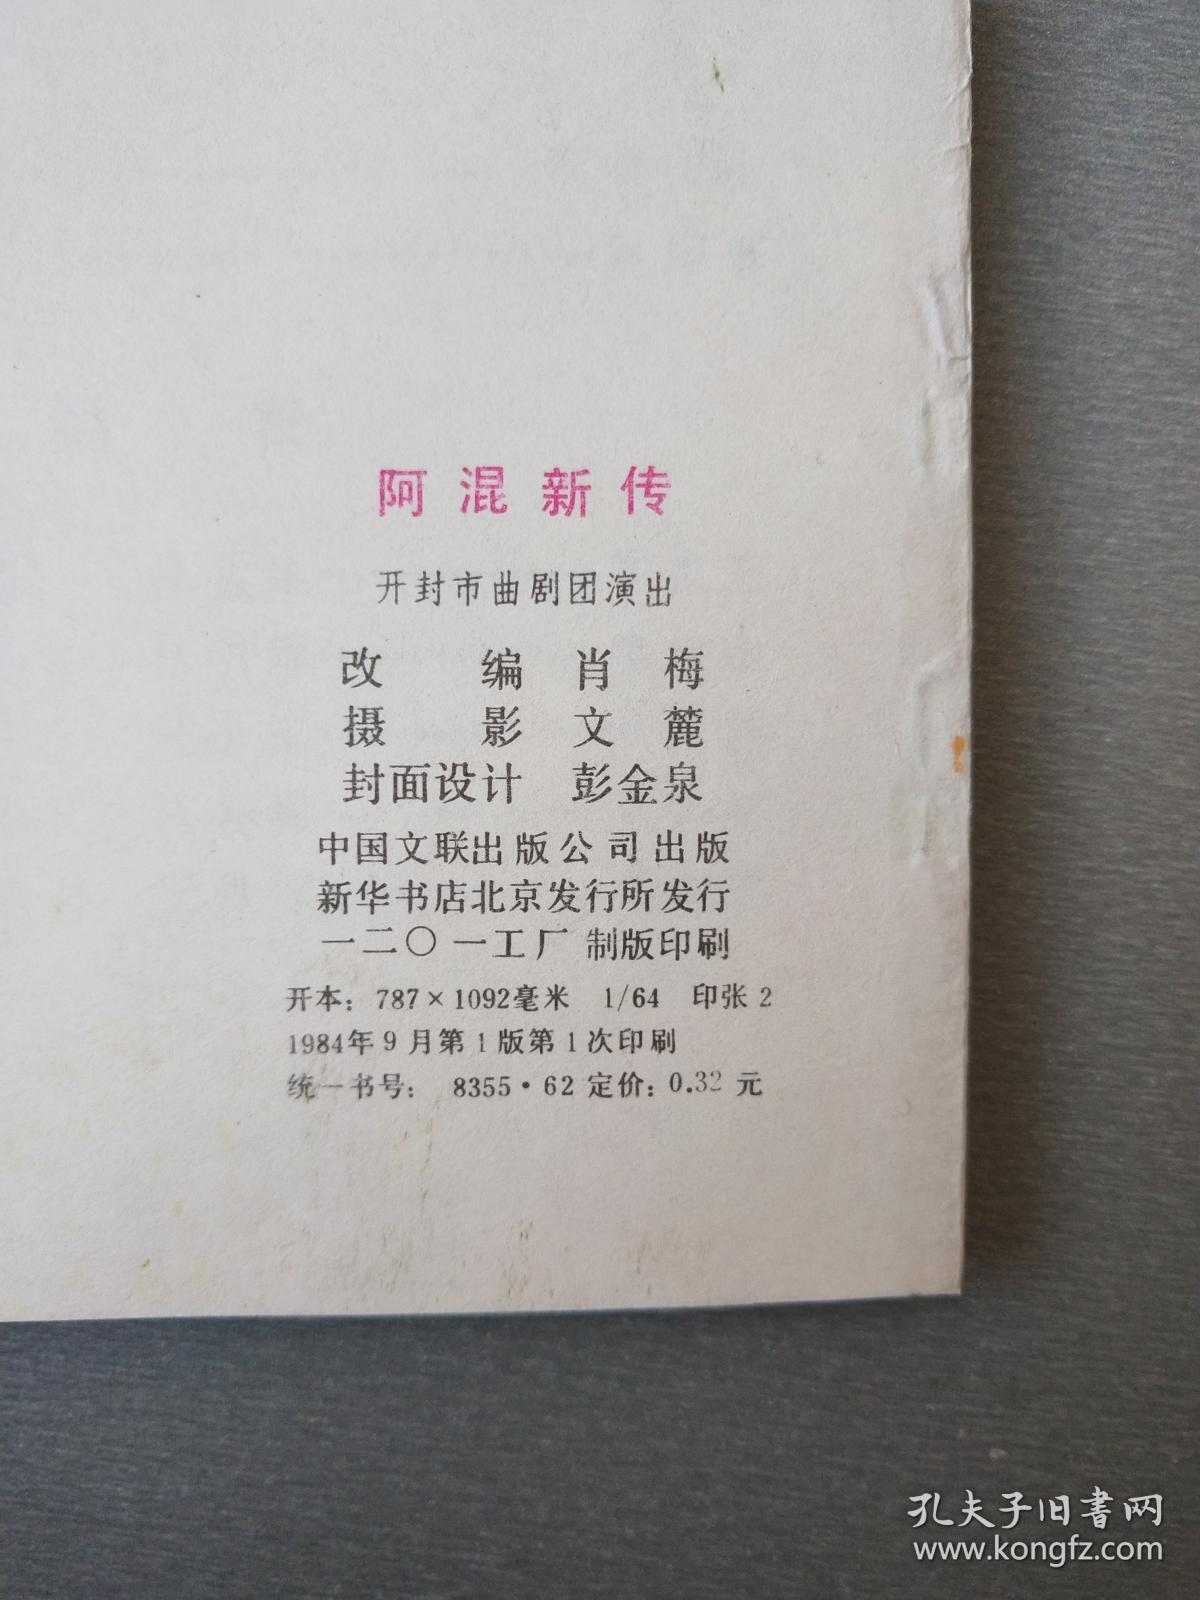 阿混新传
开封市曲剧团演出
改编 肖梅
摄影 文麓
封面设计 彭金泉
中国文联出版公司出版
新华书店北京发行所发行
一二〇一工厂 制版印刷
开本: 787×1092毫米 1/64 印张 2
1984年9月第1版第1次印刷
统一书号: 8355·62 定价: 0.32 元
孔夫子旧書网
www.kongfz.com